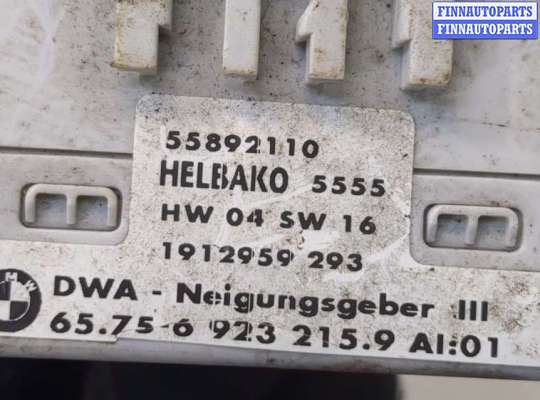 FINNAUTOPARTS
FINNAUTOPARTS
55892110
HELBAKO 5555
HW 04 SW 16
1912959 293
BMW
DWA - Neigungsgeber III
65.75-6 923 215.9 AI:01